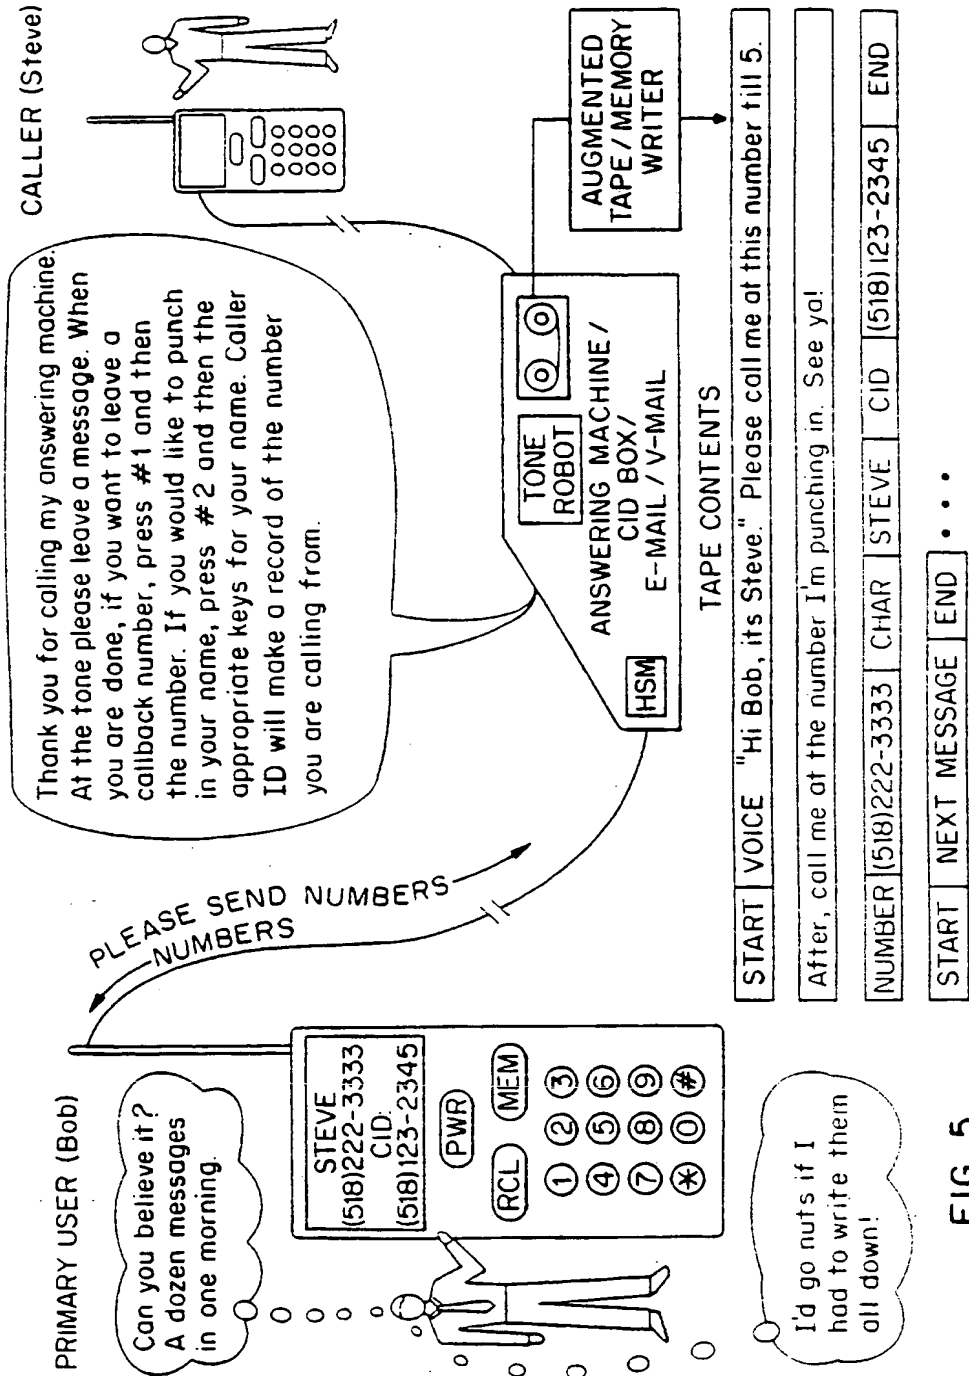 PRIMARY USER (Bob)
Can you believe it?
A dozen messages
in one morning.
PLEASE SEND NUMBERS
NUMBERS
STEVE
(518)222-3333
CID:
(518)123-2345
PWR
RCL
MEM
1 2 3
4 5 6
7 8 9
* 0 #
I'd go nuts if I
had to write them
all down!
CALLER (Steve)
Thank you for calling my answering machine.
At the tone please leave a message. When
you are done, if you want to leave a
callback number, press #1 and then
the number. If you would like to punch
in your name, press #2 and then the
appropriate keys for your name. Caller
ID will make a record of the number
you are calling from.
HSM
TONE
ROBOT
ANSWERING MACHINE/
CID BOX/
E-MAIL/V-MAIL
AUGMENTED
TAPE/MEMORY
WRITER
TAPE CONTENTS
START VOICE "Hi Bob, its Steve." Please call me at this number till 5.
After, call me at the number I'm punching in. See ya!
NUMBER (518)222-3333 CHAR STEVE CID (518)123-2345 END
START NEXT MESSAGE END • • •
FIG. 5